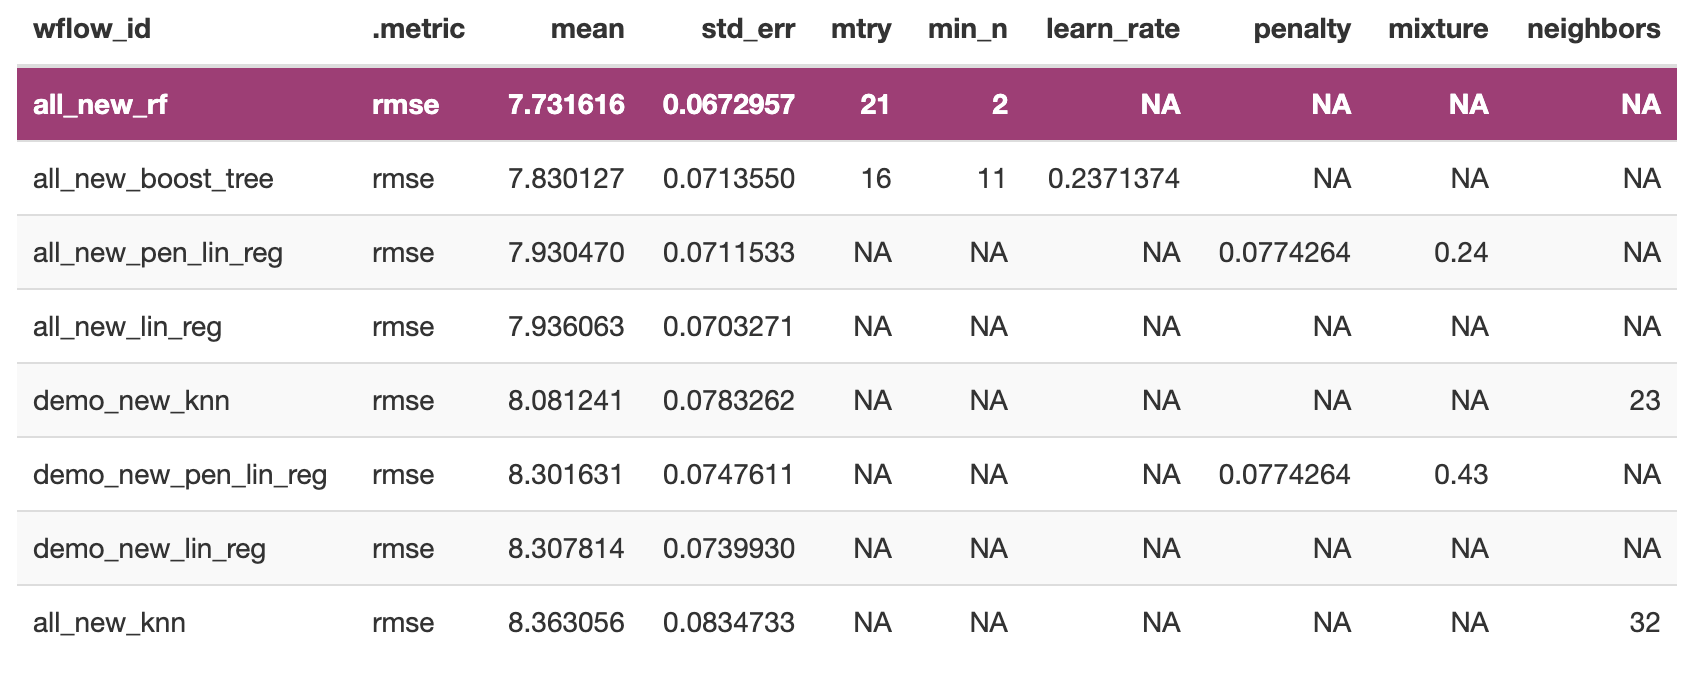 wflow_id .metric mean std_err mtry min_n learn_rate penalty mixture neighbors
all_new_rf rmse 7.731616 0.0672957 21 2 NA NA NA NA
all_new_boost_tree rmse 7.830127 0.0713550 16 11 0.2371374 NA NA NA
all_new_pen_lin_reg rmse 7.930470 0.0711533 NA NA NA 0.0774264 0.24 NA
all_new_lin_reg rmse 7.936063 0.0703271 NA NA NA NA NA NA
demo_new_knn rmse 8.081241 0.0783262 NA NA NA NA NA 23
demo_new_pen_lin_reg rmse 8.301631 0.0747611 NA NA NA 0.0774264 0.43 NA
demo_new_lin_reg rmse 8.307814 0.0739930 NA NA NA NA NA NA
all_new_knn rmse 8.363056 0.0834733 NA NA NA NA NA 32